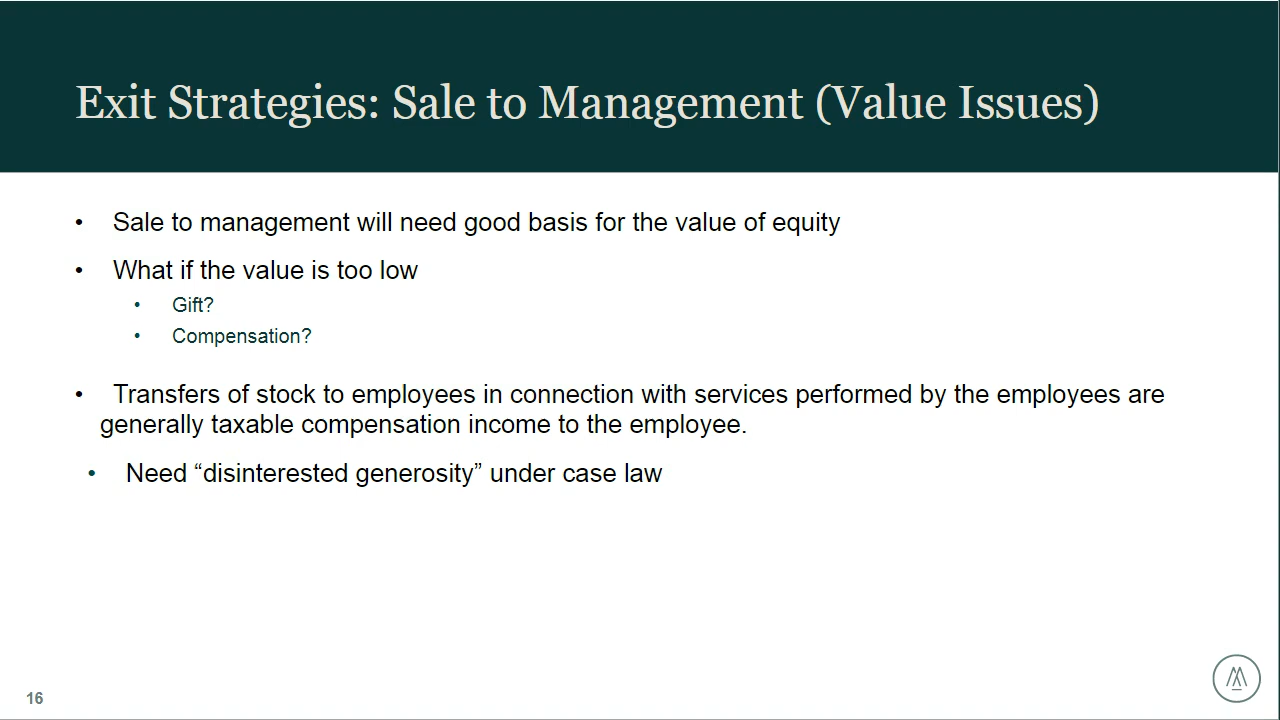 Exit Strategies: Sale to Management (Value Issues)
• Sale to management will need good basis for the value of equity
• What if the value is too low
• Gift?
• Compensation?
• Transfers of stock to employees in connection with services performed by the employees are
generally taxable compensation income to the employee.
• Need “disinterested generosity” under case law
16